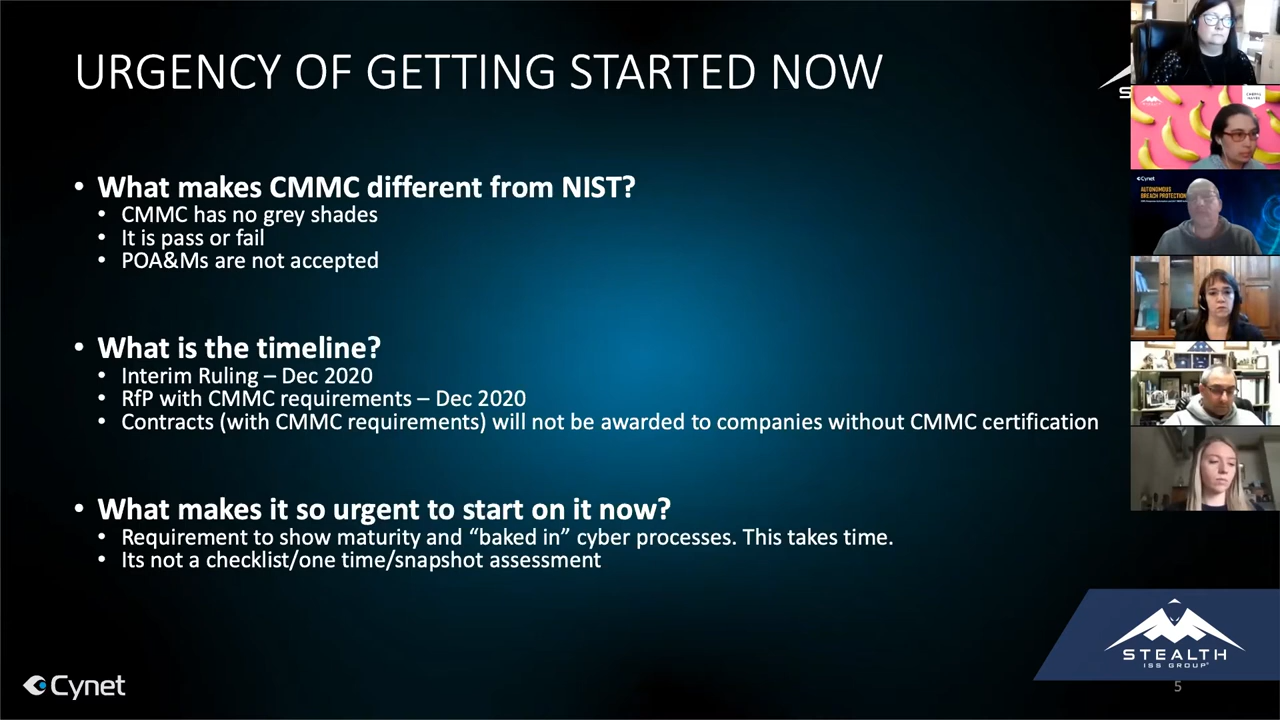 URGENCY OF GETTING STARTED NOW
• What makes CMMC different from NIST?
• CMMC has no grey shades
• It is pass or fail
• POA&Ms are not accepted
• What is the timeline?
• Interim Ruling – Dec 2020
• RfP with CMMC requirements – Dec 2020
• Contracts (with CMMC requirements) will not be awarded to companies without CMMC certification
• What makes it so urgent to start on it now?
• Requirement to show maturity and “baked in” cyber processes. This takes time.
• Its not a checklist/one time/snapshot assessment
Cynet
AUTONOMOUS
BREACH PROTECTION
STEALTH
ISS GROUP®
5
Cynet